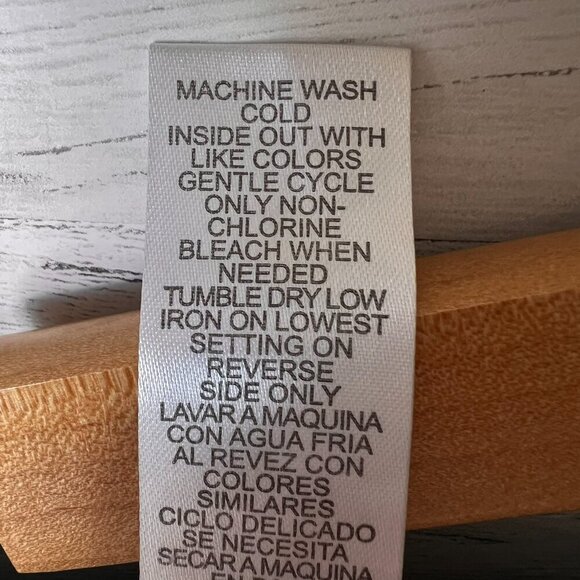 MACHINE WASH
COLD
INSIDE OUT WITH
LIKE COLORS
GENTLE CYCLE
ONLY NON-
CHLORINE
BLEACH WHEN
NEEDED
TUMBLE DRY LOW
IRON ON LOWEST
SETTING ON
REVERSE
SIDE ONLY
LAVAR A MAQUINA
CON AGUA FRIA
AL REVEZ CON
COLORES
SIMILARES
CICLO DELICADO
SE NECESITA
SECAR A MAQUINA